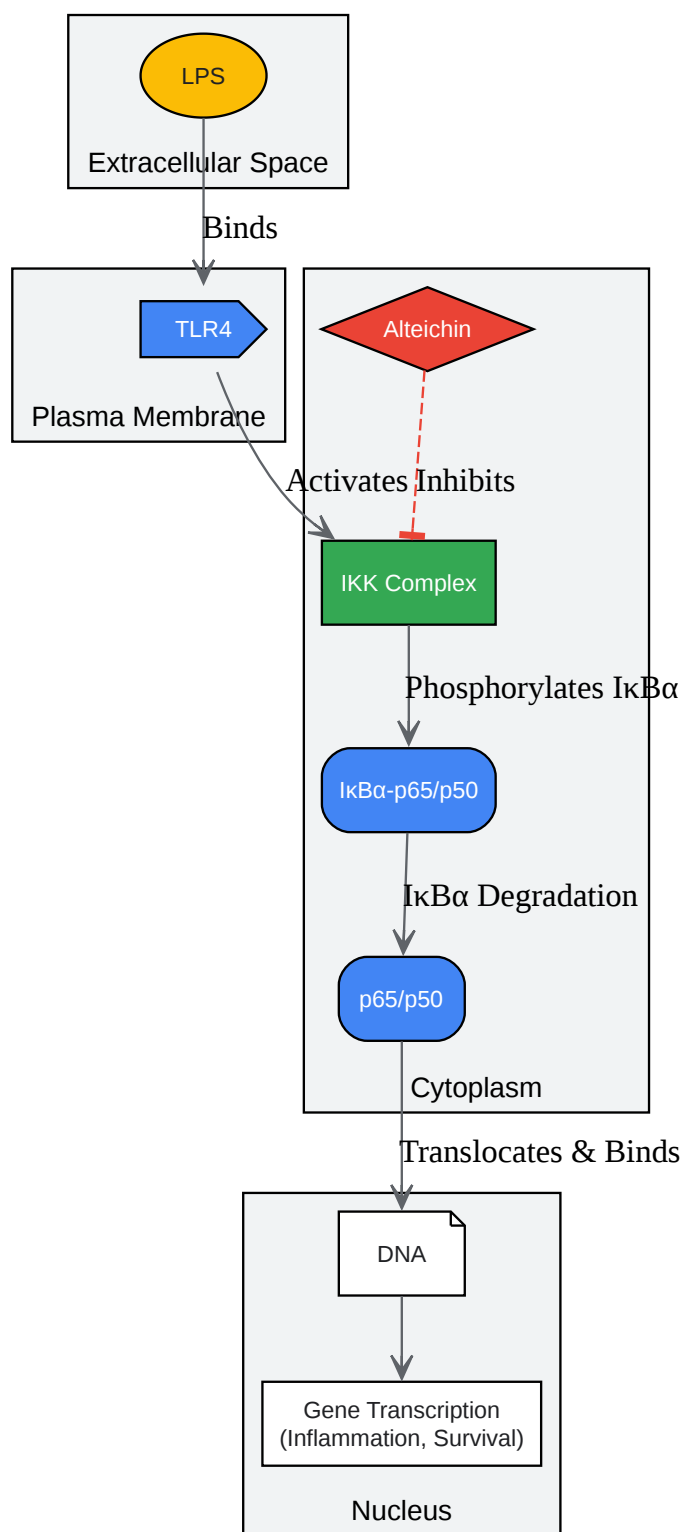 LPS
Extracellular Space
Binds
TLR4
Plasma Membrane
Alteichin
Activates
Inhibits
IKK Complex
Phosphorylates IκBα
IκBα-p65/p50
IκBα Degradation
p65/p50
Cytoplasm
Translocates & Binds
DNA
Gene Transcription
(Inflammation, Survival)
Nucleus